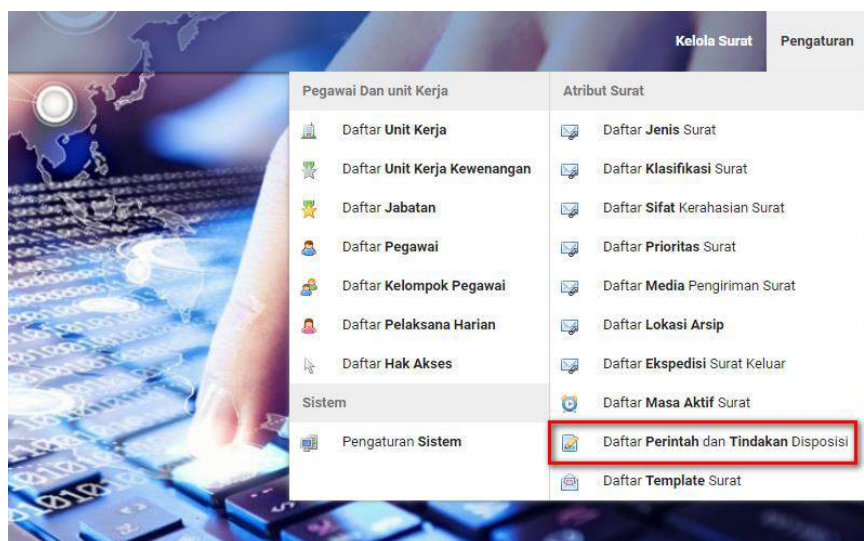 Kelola Surat
Pengaturan
Pegawai Dan unit Kerja
Daftar Unit Kerja
Daftar Unit Kerja Kewenangan
Daftar Jabatan
Daftar Pegawai
Daftar Kelompok Pegawai
Daftar Pelaksana Harian
Daftar Hak Akses
Sistem
Pengaturan Sistem
Atribut Surat
Daftar Jenis Surat
Daftar Klasifikasi Surat
Daftar Sifat Kerahasian Surat
Daftar Prioritas Surat
Daftar Media Pengiriman Surat
Daftar Lokasi Arsip
Daftar Ekspedisi Surat Keluar
Daftar Masa Aktif Surat
Daftar Perintah dan Tindakan Disposisi
Daftar Template Surat